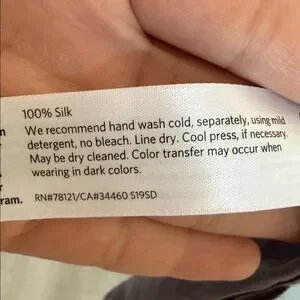 100% Silk
We recommend hand wash cold, separately, using mild
detergent, no bleach. Line dry. Cool press, if necessary.
May be dry cleaned. Color transfer may occur when
wearing in dark colors.
ram.
RN#78121/CA#34460 S19SD